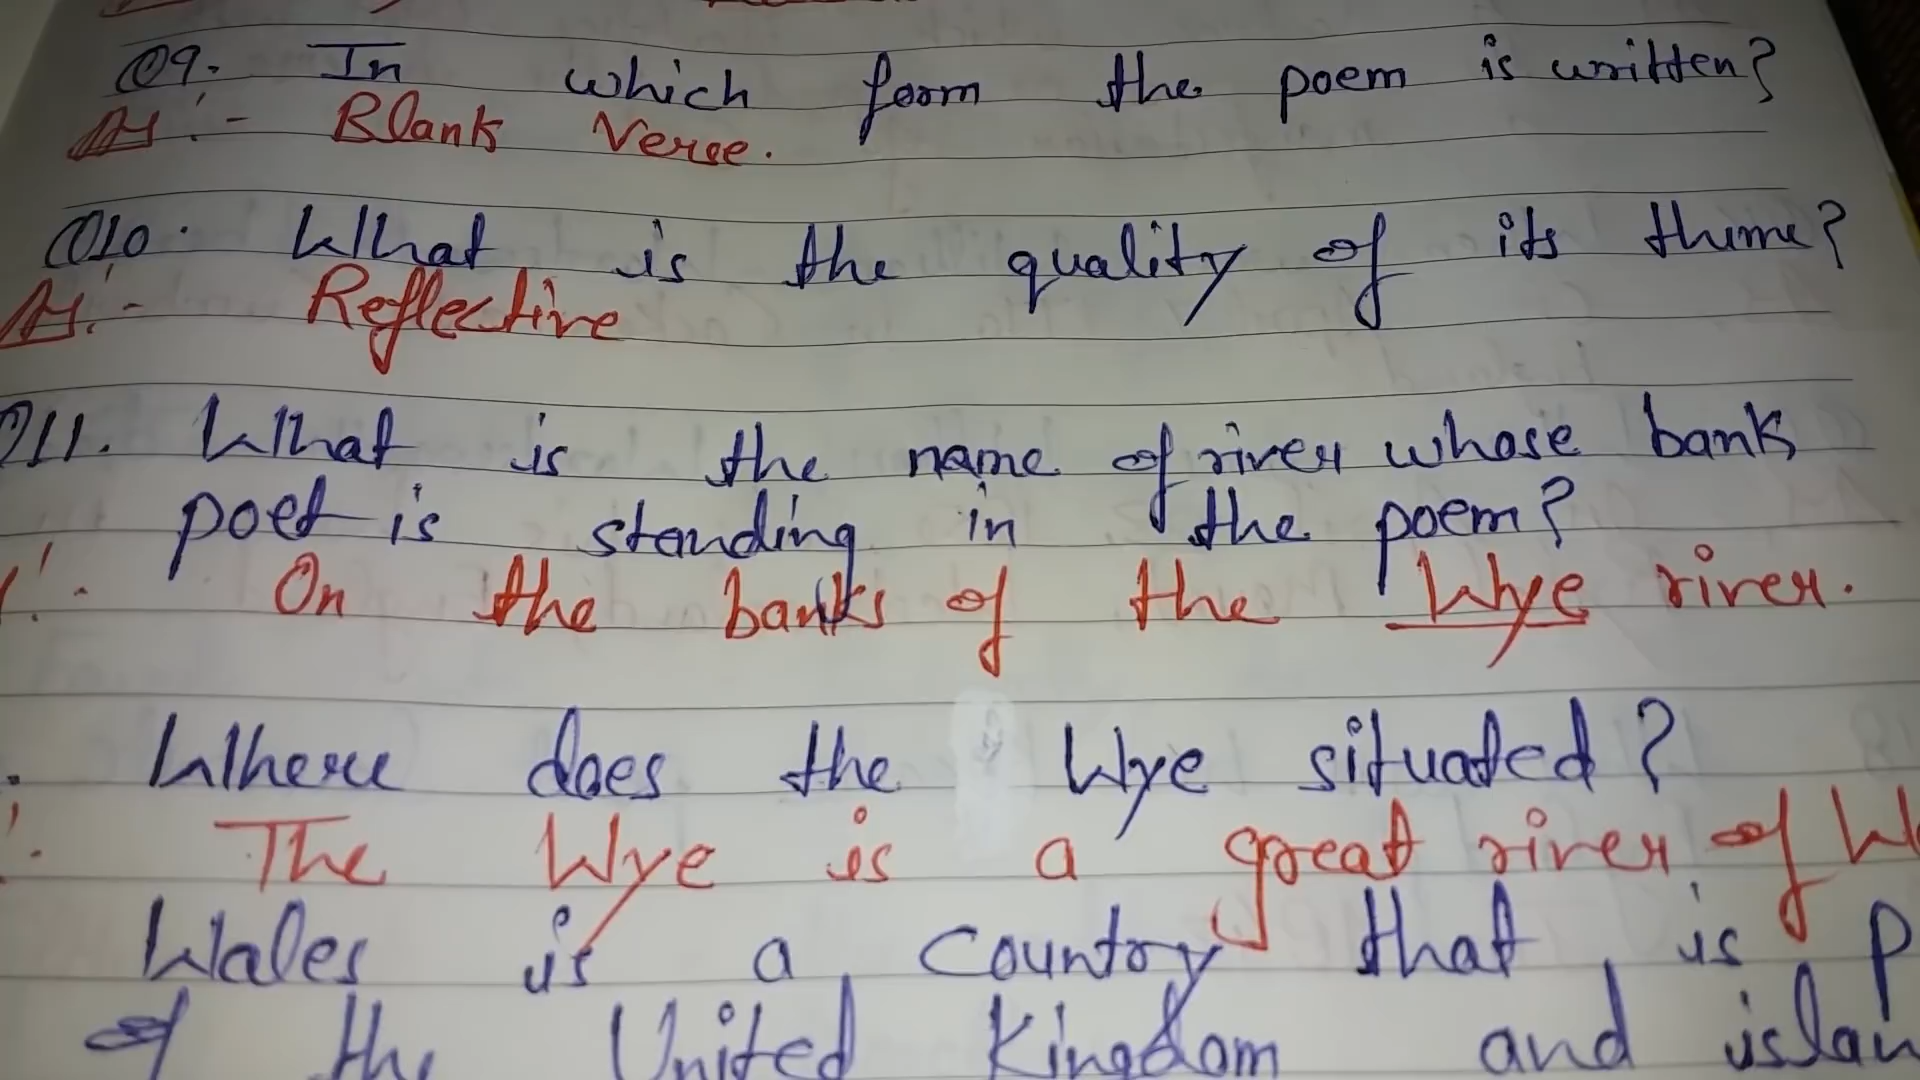 Q9. In which form the poem is written?
A:- Blank Verse.
Q10. What is the quality of its thime?
A:- Reflective
Q11. What is the name of river whose bank
poet is standing in the poem?
On the banks of the Wye river.
Where does the Wye situated?
The Wye is a great river of
Wales is a country that is
of the United Kingdom and